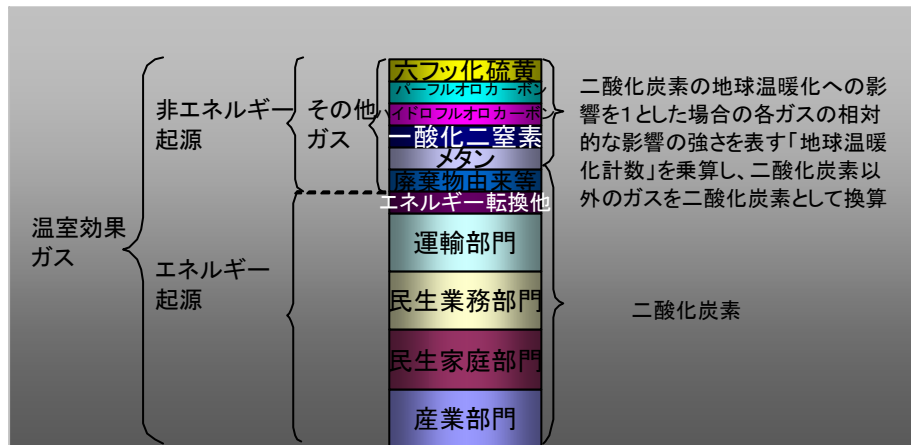 温室効果
ガス
非エネルギー
起源
エネルギー
起源
その他
ガス
六フッ化硫黄
パーフルオロカーボン
ハイドロフルオロカーボン
一酸化二窒素
メタン
廃棄物由来等
エネルギー転換他
運輸部門
民生業務部門
民生家庭部門
産業部門
二酸化炭素の地球温暖化への影
響を１とした場合の各ガスの相対
的な影響の強さを表す「地球温暖
化計数」を乗算し、二酸化炭素以
外のガスを二酸化炭素として換算
二酸化炭素